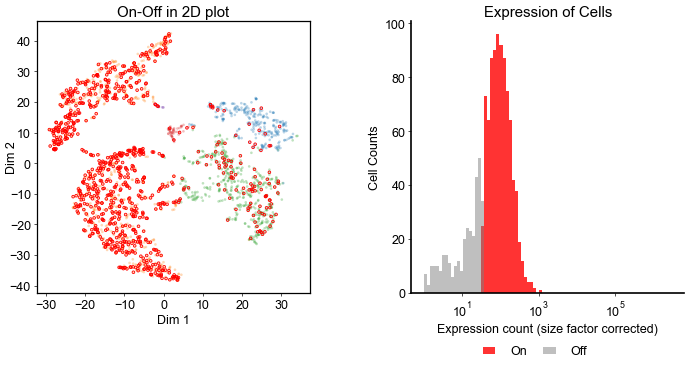 On-Off in 2D plot
Dim 2
40
30
20
10
0
−10
−20
−30
−40
−30 −20 −10 0 10 20 30
Dim 1
Expression of Cells
Cell Counts
100
80
60
40
20
0
10^1 10^3 10^5
Expression count (size factor corrected)
On Off